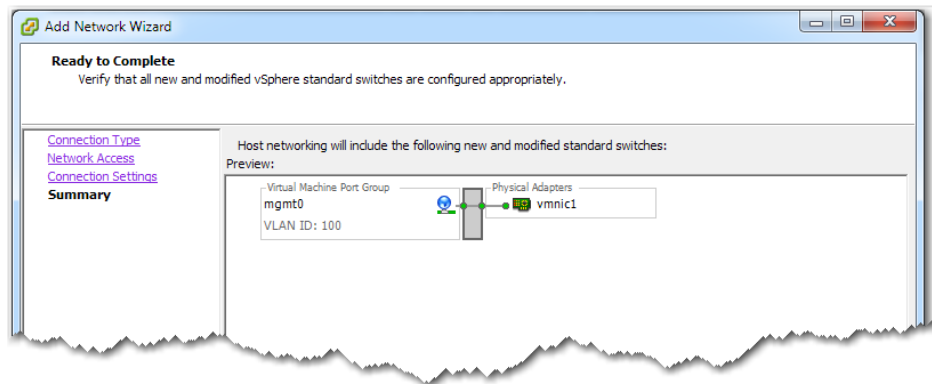 Add Network Wizard
Ready to Complete
Verify that all new and modified vSphere standard switches are configured appropriately.
Connection Type
Network Access
Connection Settings
Summary
Host networking will include the following new and modified standard switches:
Preview:
Virtual Machine Port Group
mgmt0
VLAN ID: 100
Physical Adapters
vmnic1